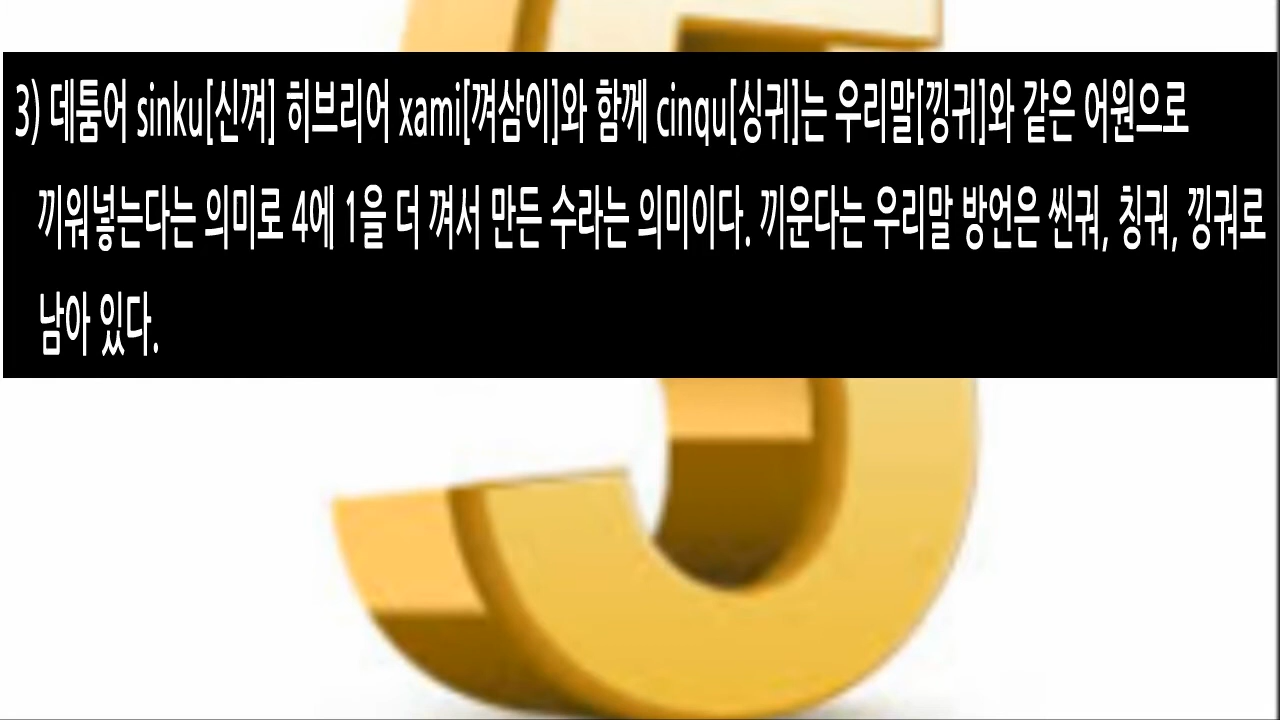 3) 데툼어 sinku[신껴] 히브리어 xami[껴삼이]와 함께 cinqu[싱귀]는 우리말[낑귀]와 같은 어원으로
끼워넣는다는 의미로 4에 1을 더 껴서 만든 수라는 의미이다. 끼운다는 우리말 방언은 씬궈, 칭궈, 낑궈로
남아 있다.